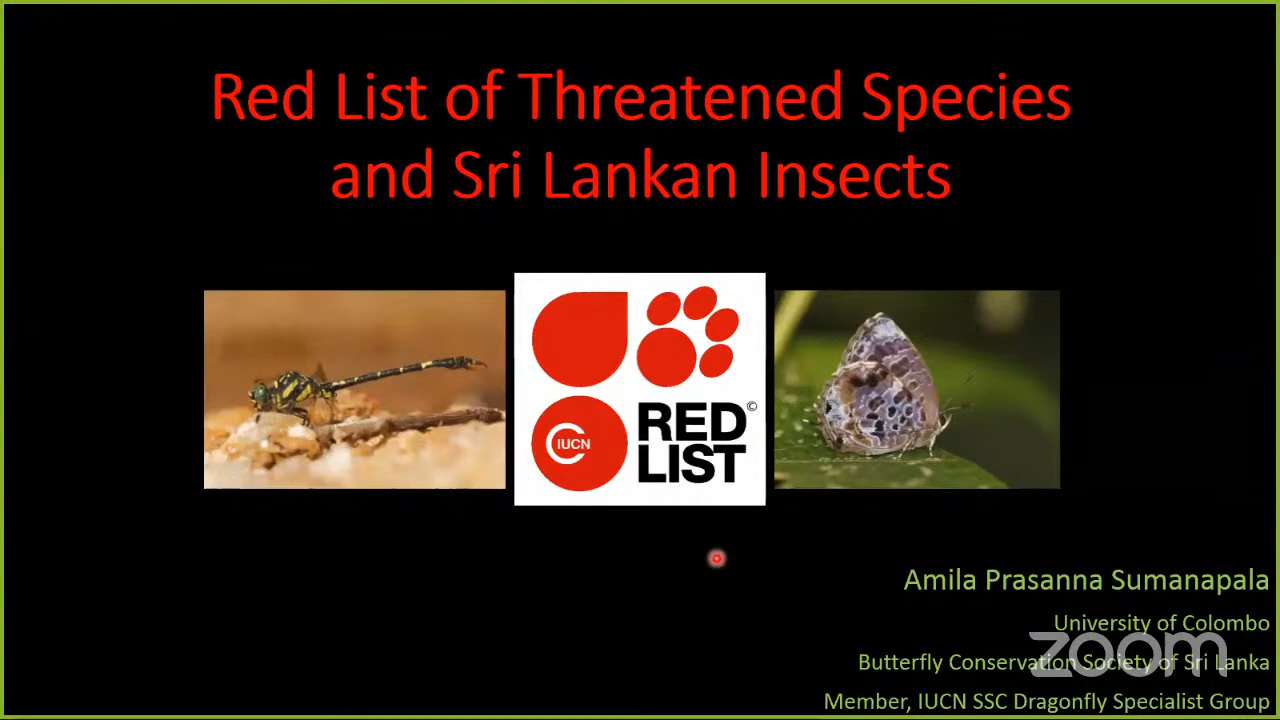 Red List of Threatened Species
and Sri Lankan Insects
IUCN
RED ©
LIST
Amila Prasanna Sumanapala
University of Colombo
zoom
Butterfly Conservation Society of Sri Lanka
Member, IUCN SSC Dragonfly Specialist Group